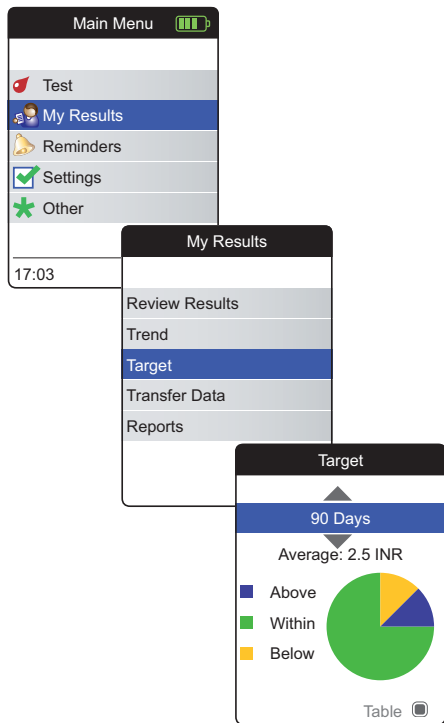 Main Menu
Test
My Results
Reminders
Settings
Other
17:03
My Results
Review Results
Trend
Target
Transfer Data
Reports
Target
90 Days
Average: 2.5 INR
Above
Within
Below
Table